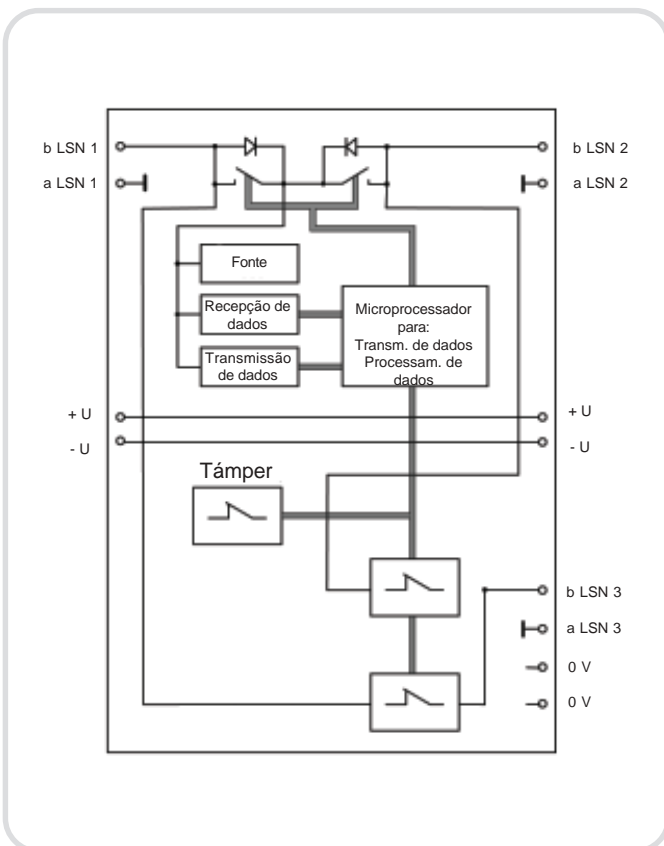 b LSN 1
b LSN 2
a LSN 1
a LSN 2
Fonte
Recepção de
dados
Transmissão
de dados
Microprocessador
para:
Transm. de dados
Processam. de
dados
+ U
+ U
- U
- U
Támper
b LSN 3
a LSN 3
0 V
0 V